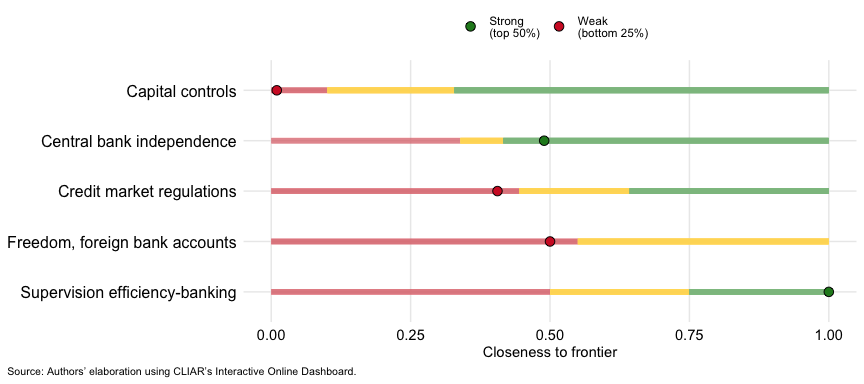 Strong
(top 50%)
Weak
(bottom 25%)
Capital controls
Central bank independence
Credit market regulations
Freedom, foreign bank accounts
Supervision efficiency-banking
0.00 0.25 0.50 0.75 1.00
Closeness to frontier
Source: Authors’ elaboration using CLIAR’s Interactive Online Dashboard.